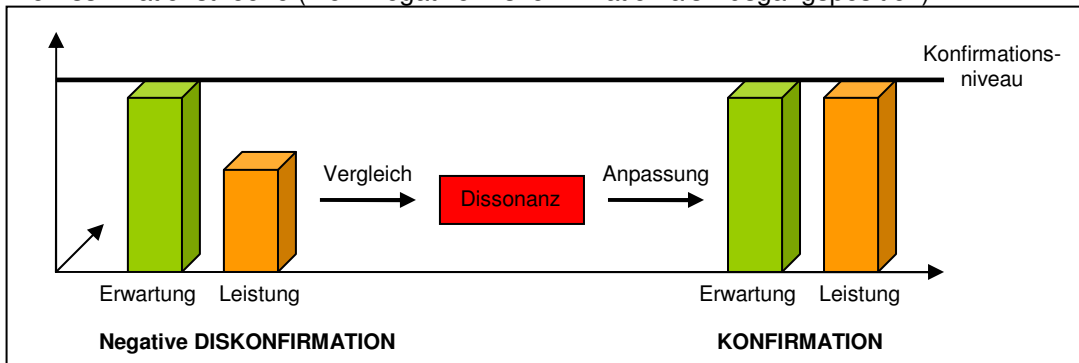 Konfirmations-
niveau
Vergleich
Dissonanz
Anpassung
Erwartung Leistung
Erwartung Leistung
Negative DISKONFIRMATION
KONFIRMATION